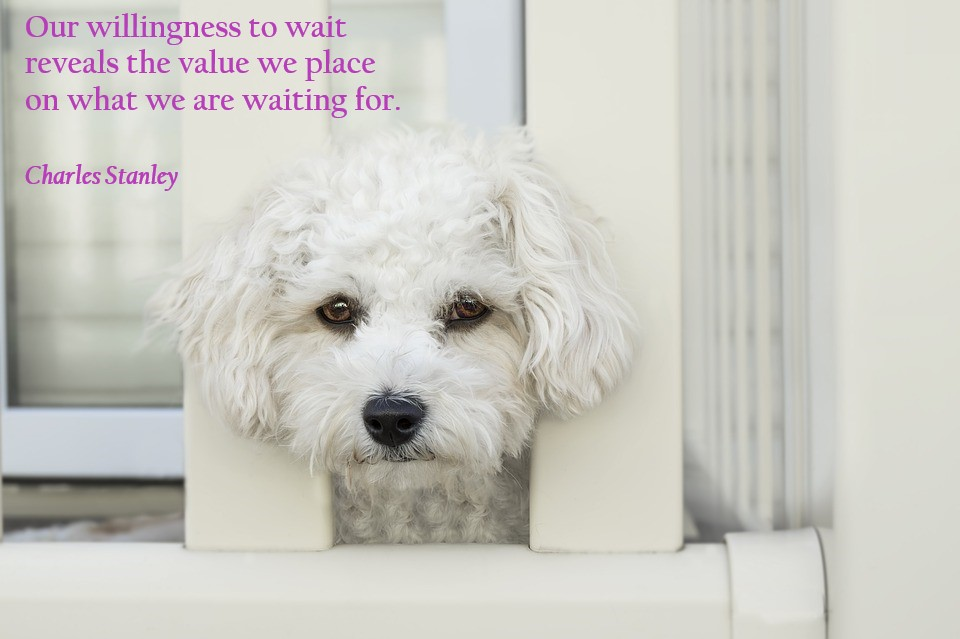 Our willingness to wait
reveals the value we place
on what we are waiting for.
Charles Stanley